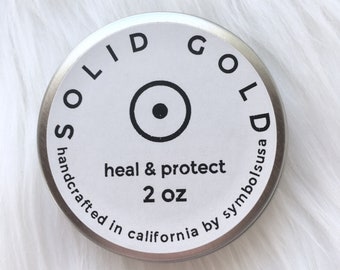 SOLID GOLD
heal & protect
2 oz
handcrafted in california by symbolsusa